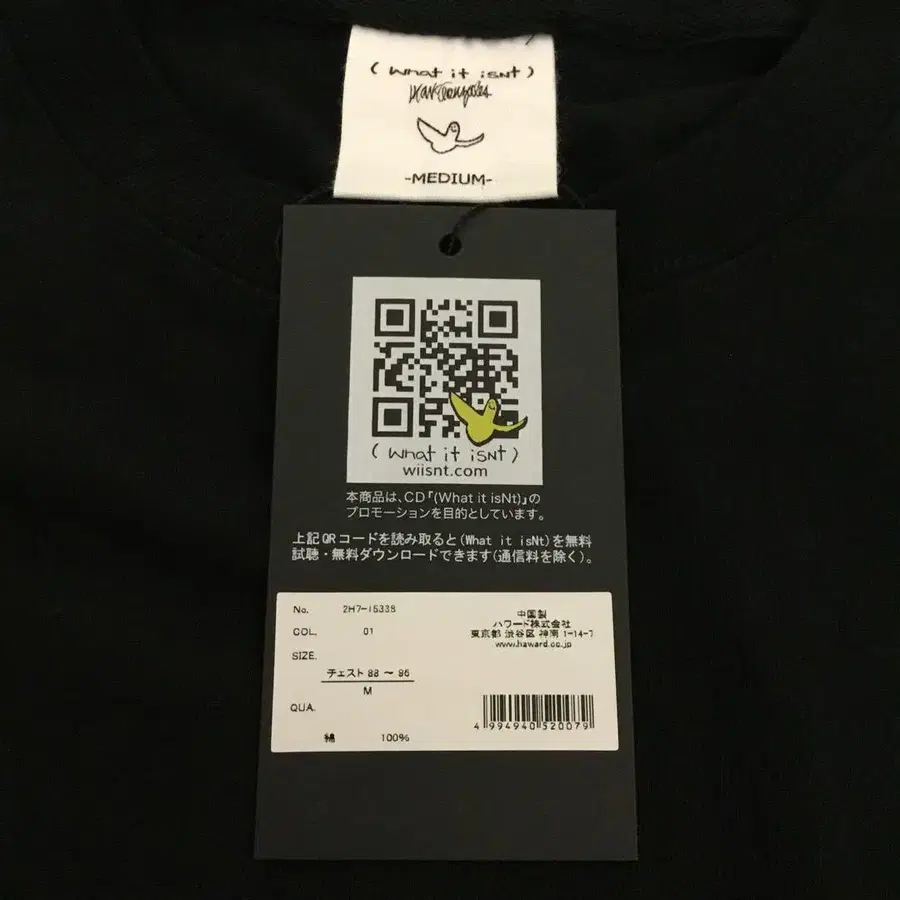 ( What it isNt )
Mark Gonzales
-MEDIUM-
( What it isNt )
wiisnt.com
本商品は、CD『(What it isNt)』の
プロモーションを目的としています。
上記QRコードを読み取ると(What it isNt)を無料
試聴・無料ダウンロードできます(通信料を除く)。
No. 2H7-15338
COL. 01
SIZE.
チェスト 88 ～ 96
M
QUA.
綿 100%
中国製
ハワード株式会社
東京都 渋谷区 神南 1-14-7
www.haward.co.jp
4 994940 520079